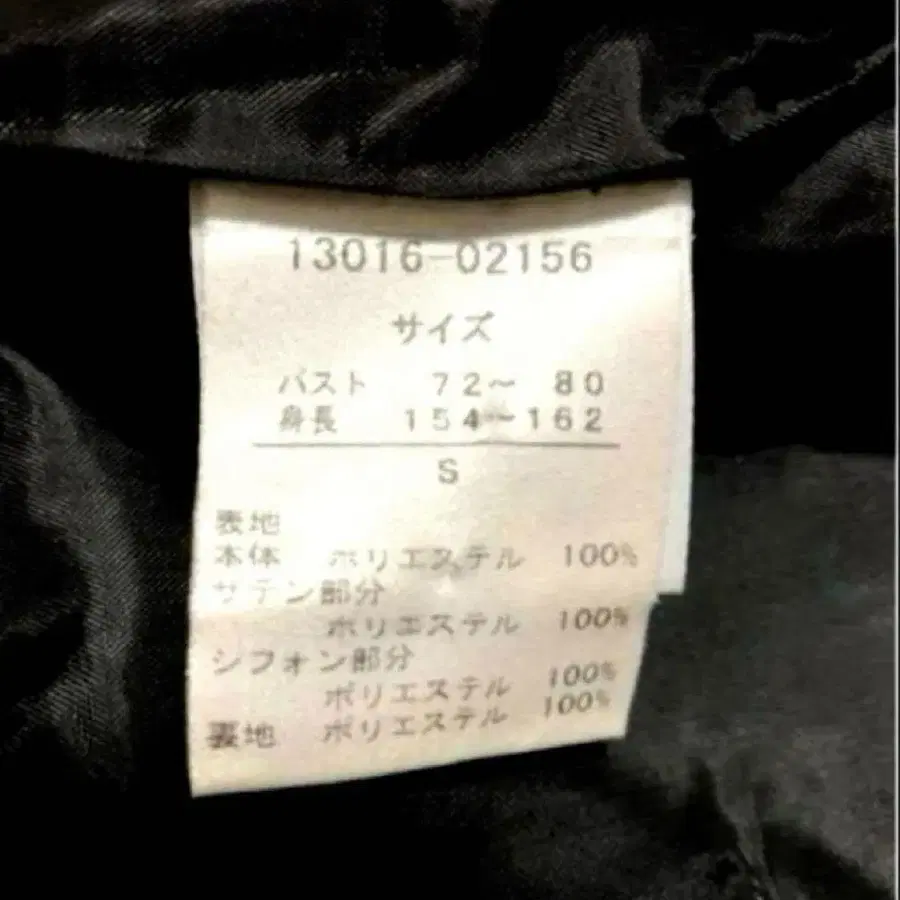 13016-02156
サイズ
バスト 72～ 80
身長 154～162
S
表地
本体 ポリエステル 100%
サテン部分
ポリエステル 100%
シフォン部分
ポリエステル 100%
裏地 ポリエステル 100%